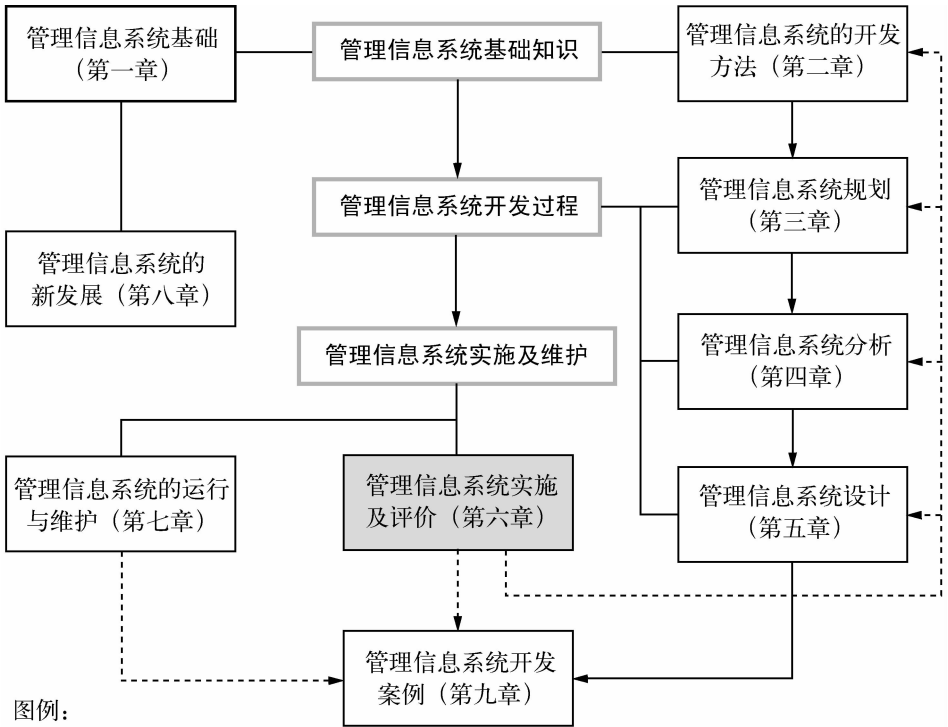 管理信息系统基础
（第一章）
管理信息系统基础知识
管理信息系统的开发
方法（第二章）
管理信息系统开发过程
管理信息系统规划
（第三章）
管理信息系统的
新发展（第八章）
管理信息系统实施及维护
管理信息系统分析
（第四章）
管理信息系统的运行
与维护（第七章）
管理信息系统实施
及评价（第六章）
管理信息系统设计
（第五章）
管理信息系统开发
案例（第九章）
图例：